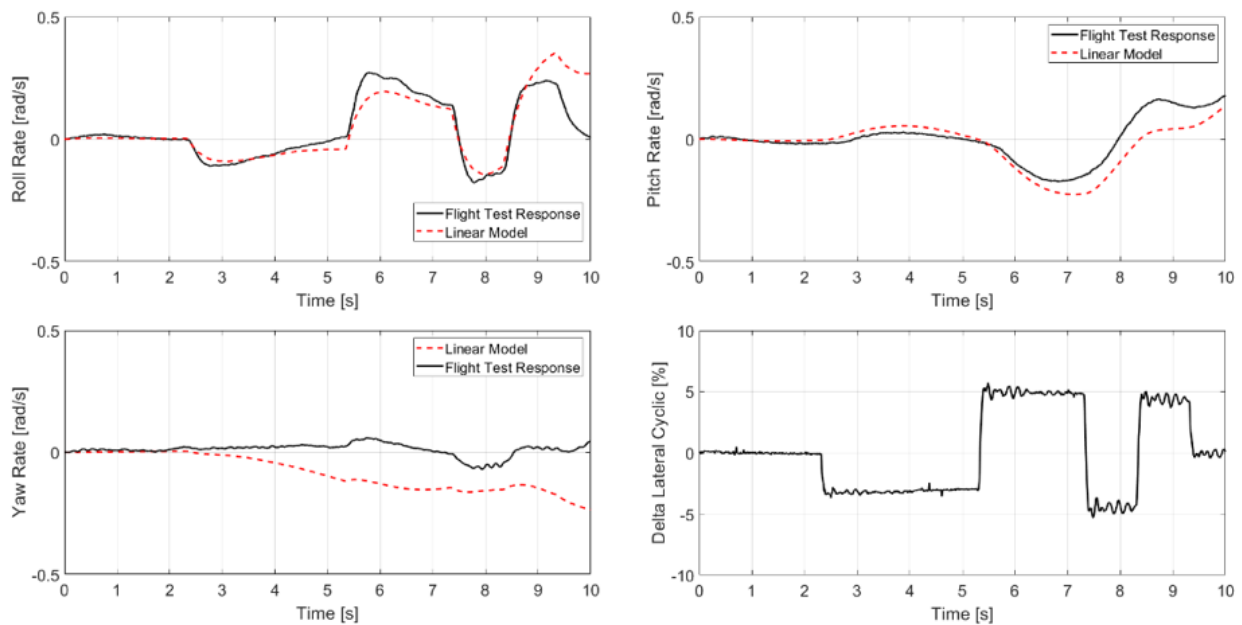 0.5
0
-0.5
Roll Rate [rad/s]
Flight Test Response
Linear Model
0 1 2 3 4 5 6 7 8 9 10
Time [s]
0.5
0
-0.5
Pitch Rate [rad/s]
Flight Test Response
Linear Model
0 1 2 3 4 5 6 7 8 9 10
Time [s]
0.5
0
-0.5
Yaw Rate [rad/s]
Linear Model
Flight Test Response
0 1 2 3 4 5 6 7 8 9 10
Time [s]
10
5
0
-5
-10
Delta Lateral Cyclic [%]
0 1 2 3 4 5 6 7 8 9 10
Time [s]